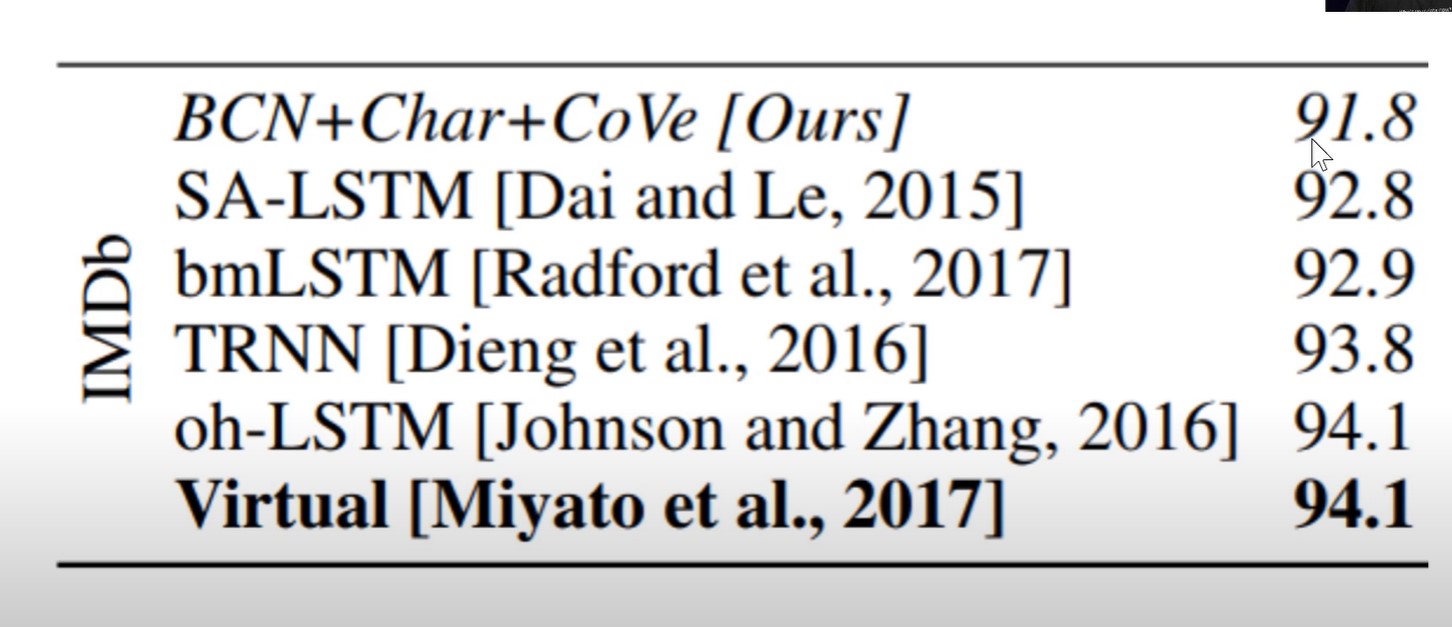 IMDb
BCN+Char+CoVe [Ours] 91.8
SA-LSTM [Dai and Le, 2015] 92.8
bmLSTM [Radford et al., 2017] 92.9
TRNN [Dieng et al., 2016] 93.8
oh-LSTM [Johnson and Zhang, 2016] 94.1
Virtual [Miyato et al., 2017] 94.1